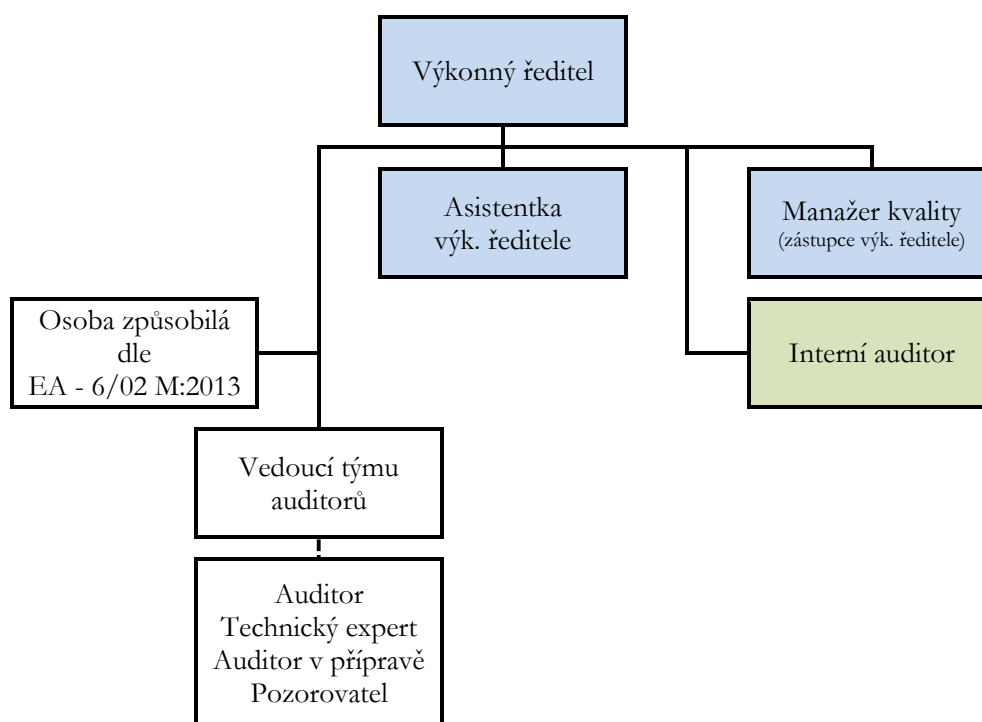 Výkonný ředitel
Asistentka
výk. ředitele
Manažer kvality
(zástupce výk. ředitele)
Osoba způsobilá
dle
EA - 6/02 M:2013
Interní auditor
Vedoucí týmu
auditorů
Auditor
Technický expert
Auditor v přípravě
Pozorovatel